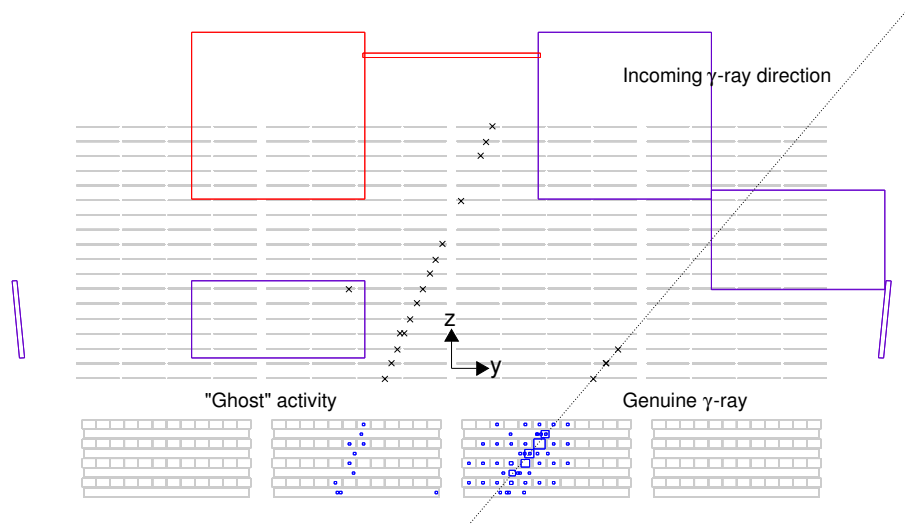 Incoming γ-ray direction
z
y
"Ghost" activity
Genuine γ-ray